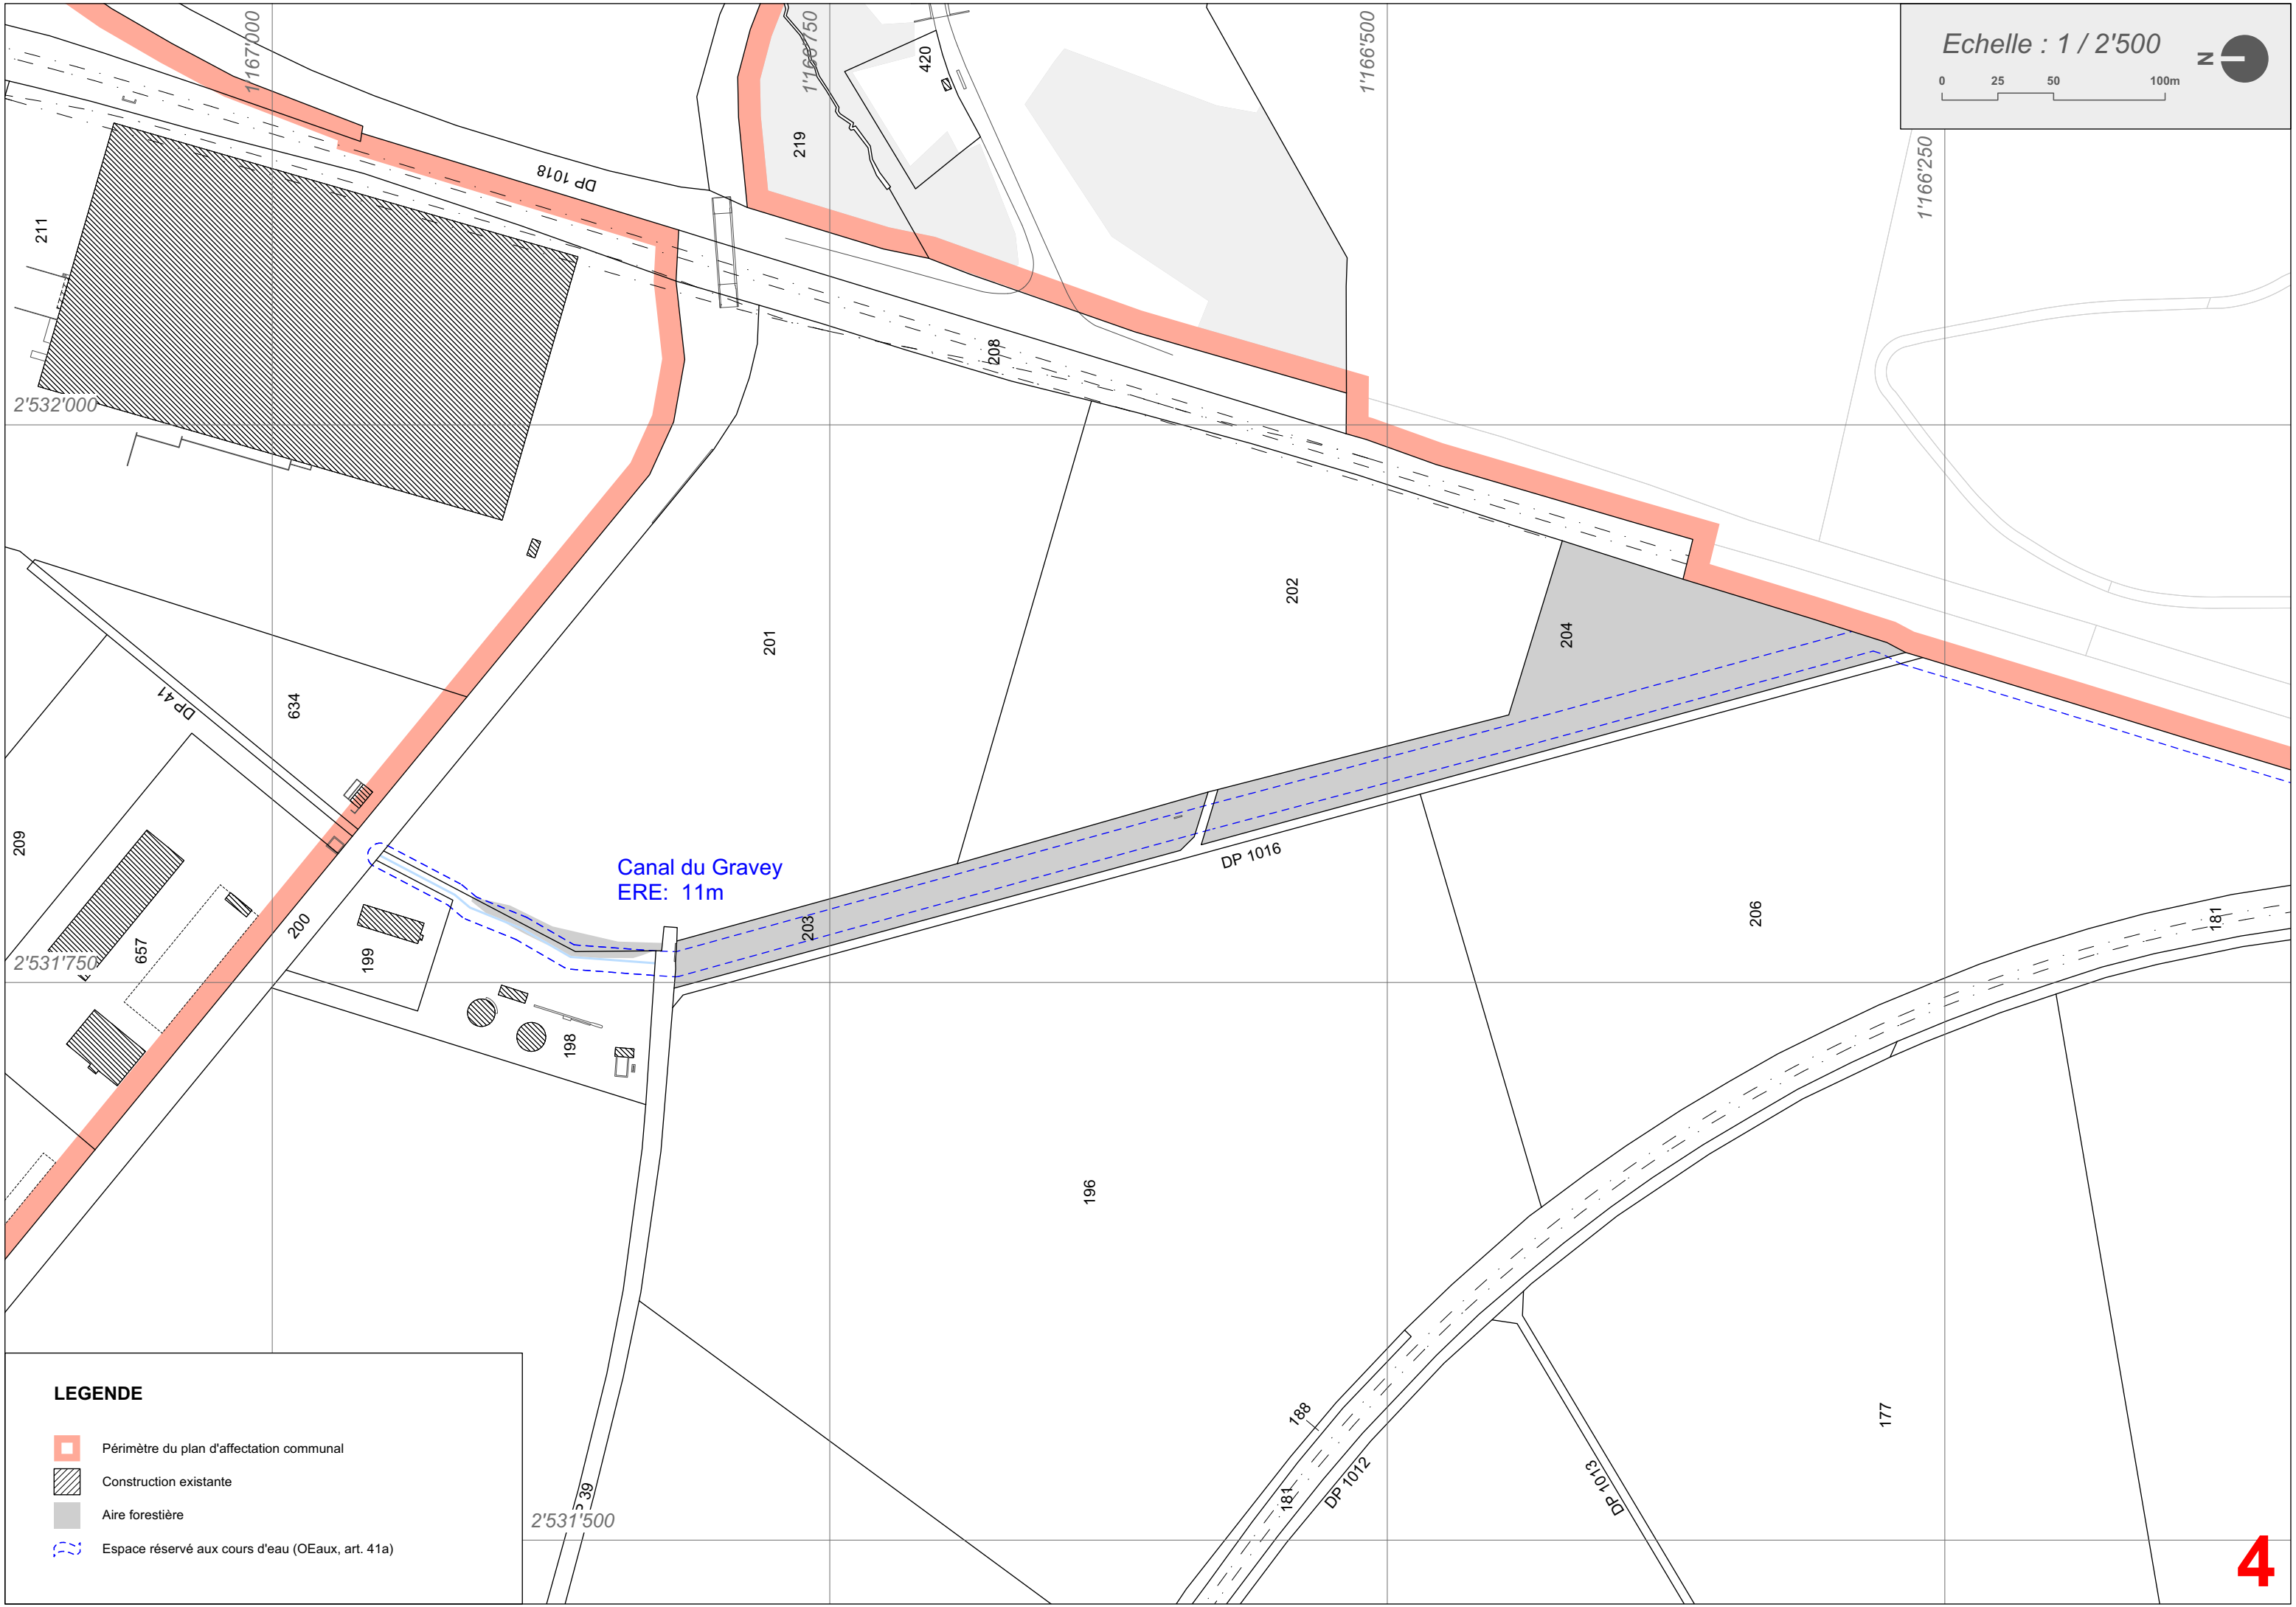 1'167'000
1'166'750
1'166'500
1'166'250
Echelle : 1 / 2'500
0 25 50 100m
N
420
219
DP 1018
211
208
2'532'000
202
204
201
634
DP 41
209
Canal du Gravey
ERE: 11m
DP 1016
203
206
181
200
657
199
2'531'750
198
196
188
181
DP 1012
DP 1013
177
P 39
2'531'500
LEGENDE
Périmètre du plan d'affectation communal
Construction existante
Aire forestière
Espace réservé aux cours d'eau (OEaux, art. 41a)
4